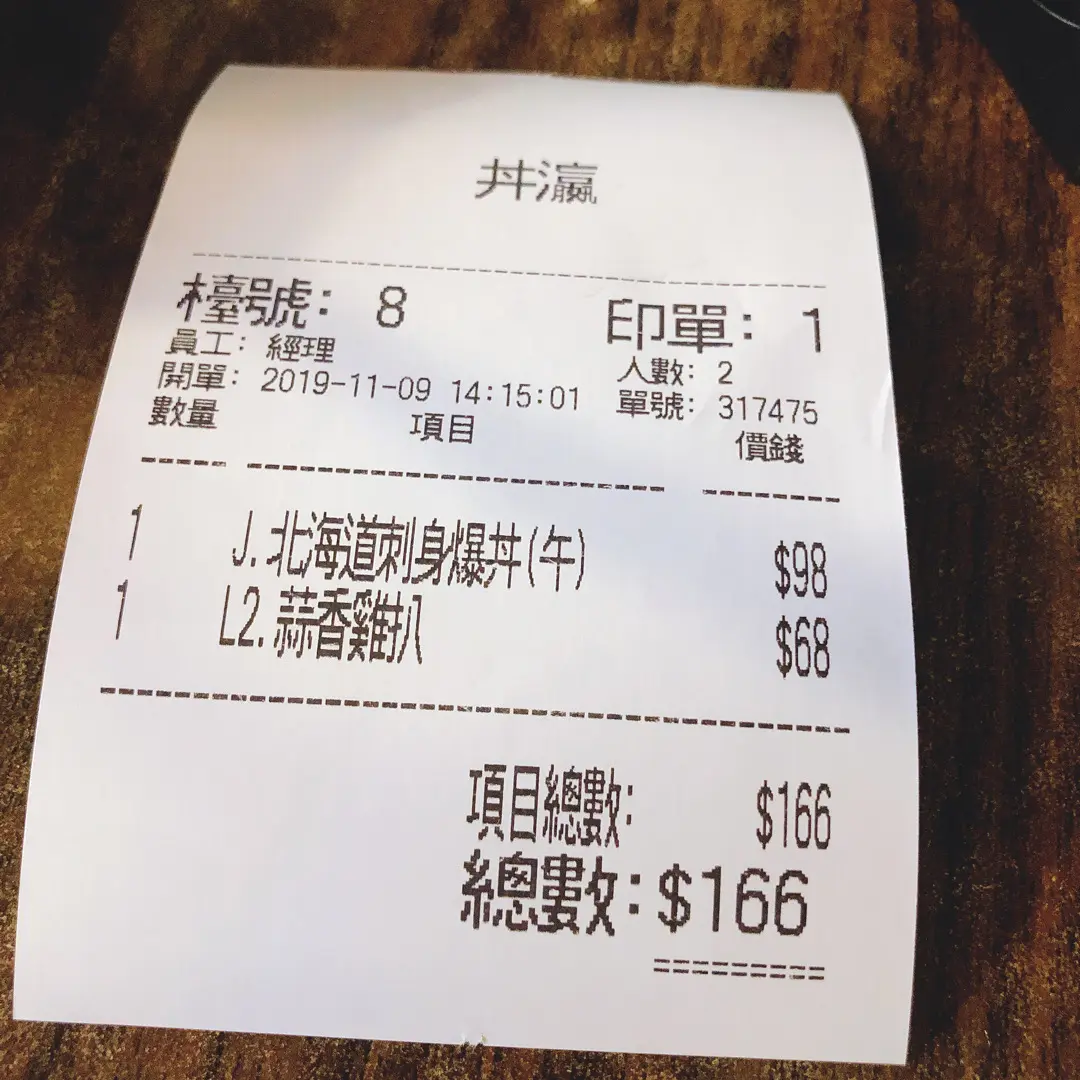 丼瀛
檯號: 8 印單: 1
員工: 經理 人數: 2
開單: 2019-11-09 14:15:01 單號: 317475
數量 項目 價錢
1 J. 北海道刺身爆丼(午) $98
1 L2. 蒜香雞扒 $68
項目總數: $166
總數: $166